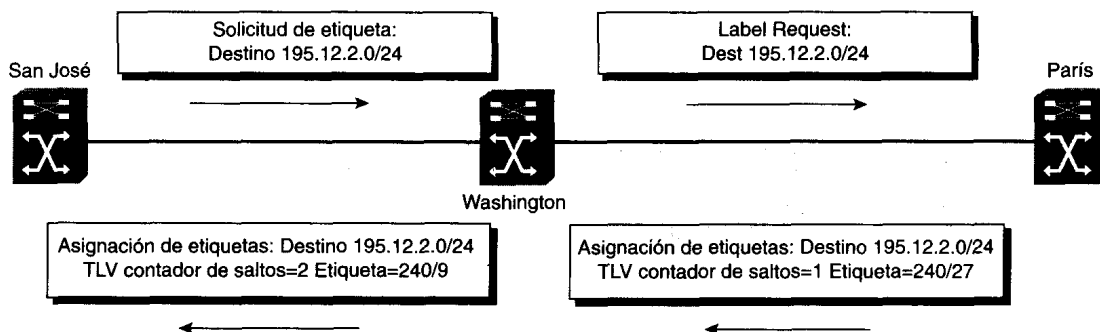 Solicitud de etiqueta:
Destino 195.12.2.0/24
Label Request:
Dest 195.12.2.0/24
San José
París
Washington
Asignación de etiquetas: Destino 195.12.2.0/24
TLV contador de saltos=2 Etiqueta=240/9
Asignación de etiquetas: Destino 195.12.2.0/24
TLV contador de saltos=1 Etiqueta=240/27